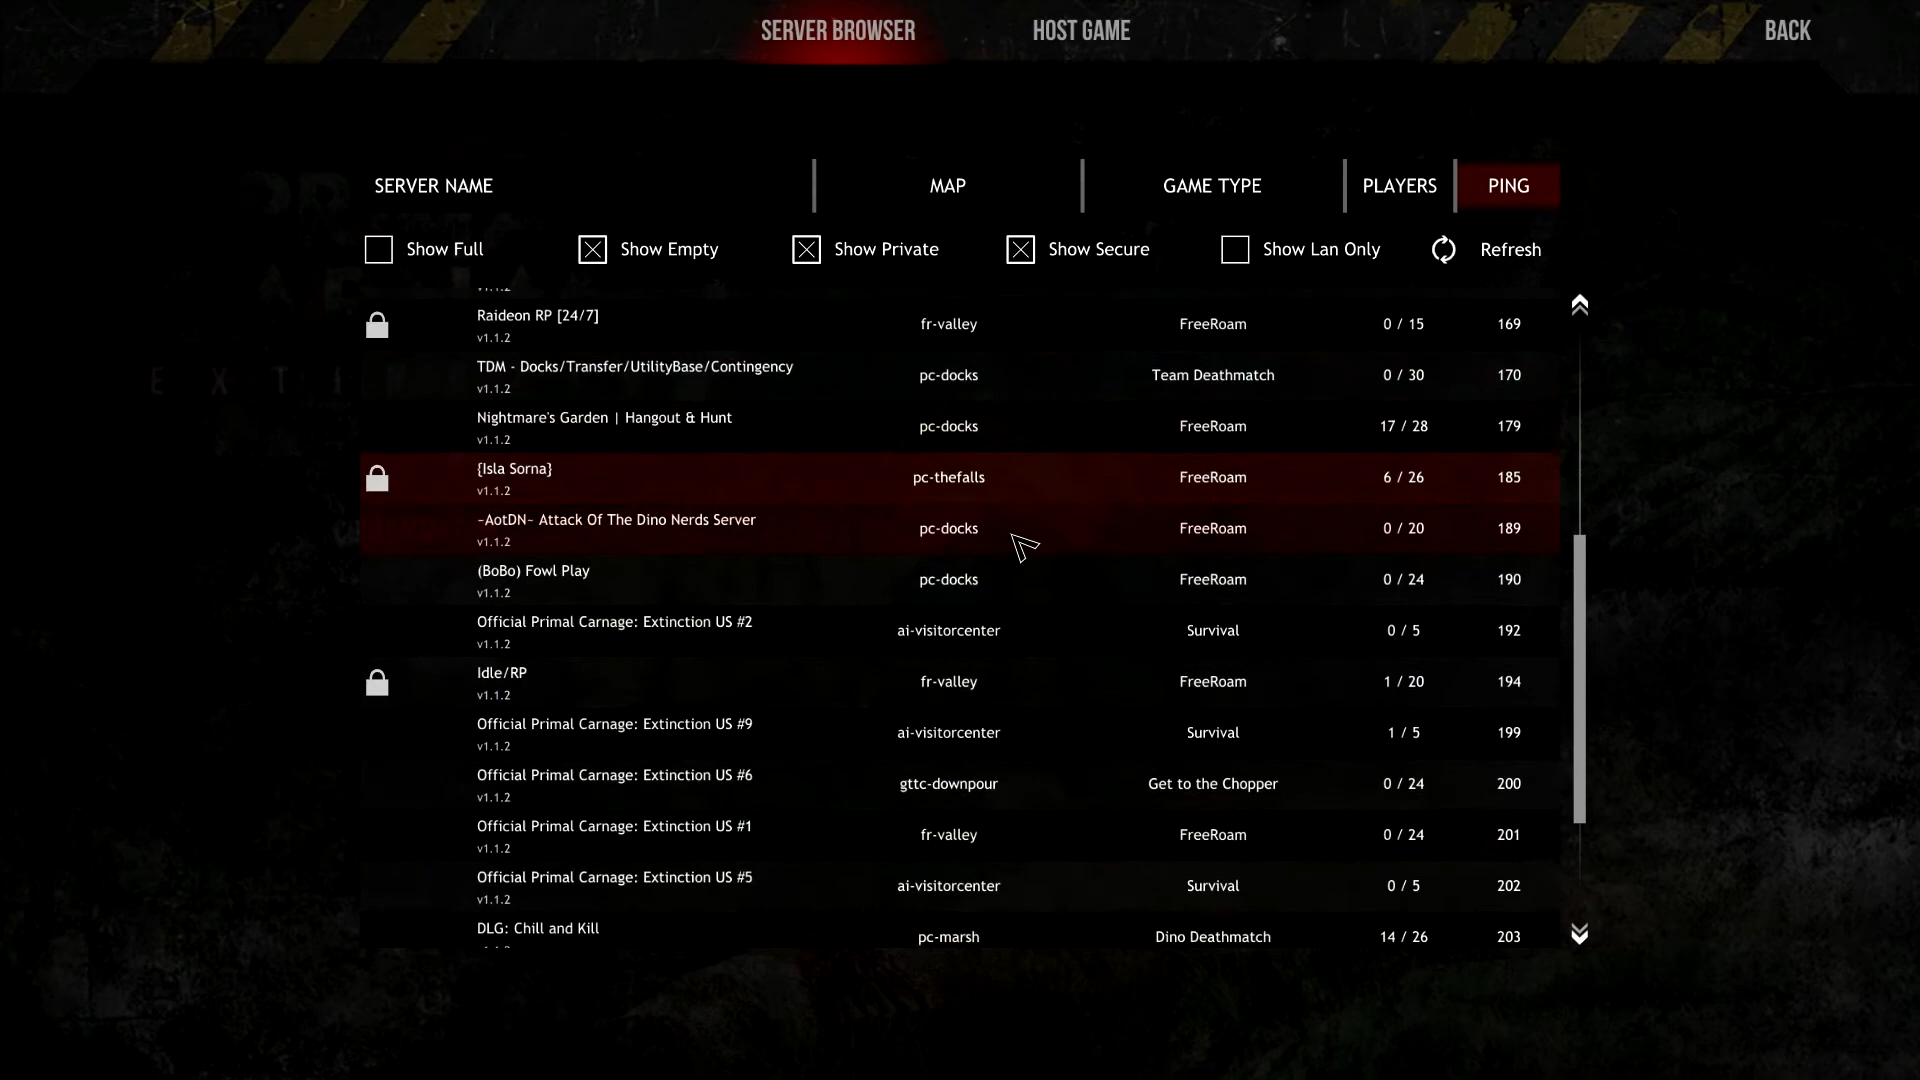 SERVER BROWSER HOST GAME BACK
SERVER NAME MAP GAME TYPE PLAYERS PING
Show Full Show Empty Show Private Show Secure Show Lan Only Refresh
v1.1.2
Raideon RP [24/7] fr-valley FreeRoam 0 / 15 169
v1.1.2
TDM - Docks/Transfer/UtilityBase/Contingency pc-docks Team Deathmatch 0 / 30 170
v1.1.2
Nightmare's Garden | Hangout & Hunt pc-docks FreeRoam 17 / 28 179
v1.1.2
{Isla Sorna} pc-thefalls FreeRoam 6 / 26 185
v1.1.2
~AotDN~ Attack Of The Dino Nerds Server pc-docks FreeRoam 0 / 20 189
v1.1.2
(BoBo) Fowl Play pc-docks FreeRoam 0 / 24 190
v1.1.2
Official Primal Carnage: Extinction US #2 ai-visitorcenter Survival 0 / 5 192
v1.1.2
Idle/RP fr-valley FreeRoam 1 / 20 194
v1.1.2
Official Primal Carnage: Extinction US #9 ai-visitorcenter Survival 1 / 5 199
v1.1.2
Official Primal Carnage: Extinction US #6 gttc-downpour Get to the Chopper 0 / 24 200
v1.1.2
Official Primal Carnage: Extinction US #1 fr-valley FreeRoam 0 / 24 201
v1.1.2
Official Primal Carnage: Extinction US #5 ai-visitorcenter Survival 0 / 5 202
v1.1.2
DLG: Chill and Kill pc-marsh Dino Deathmatch 14 / 26 203